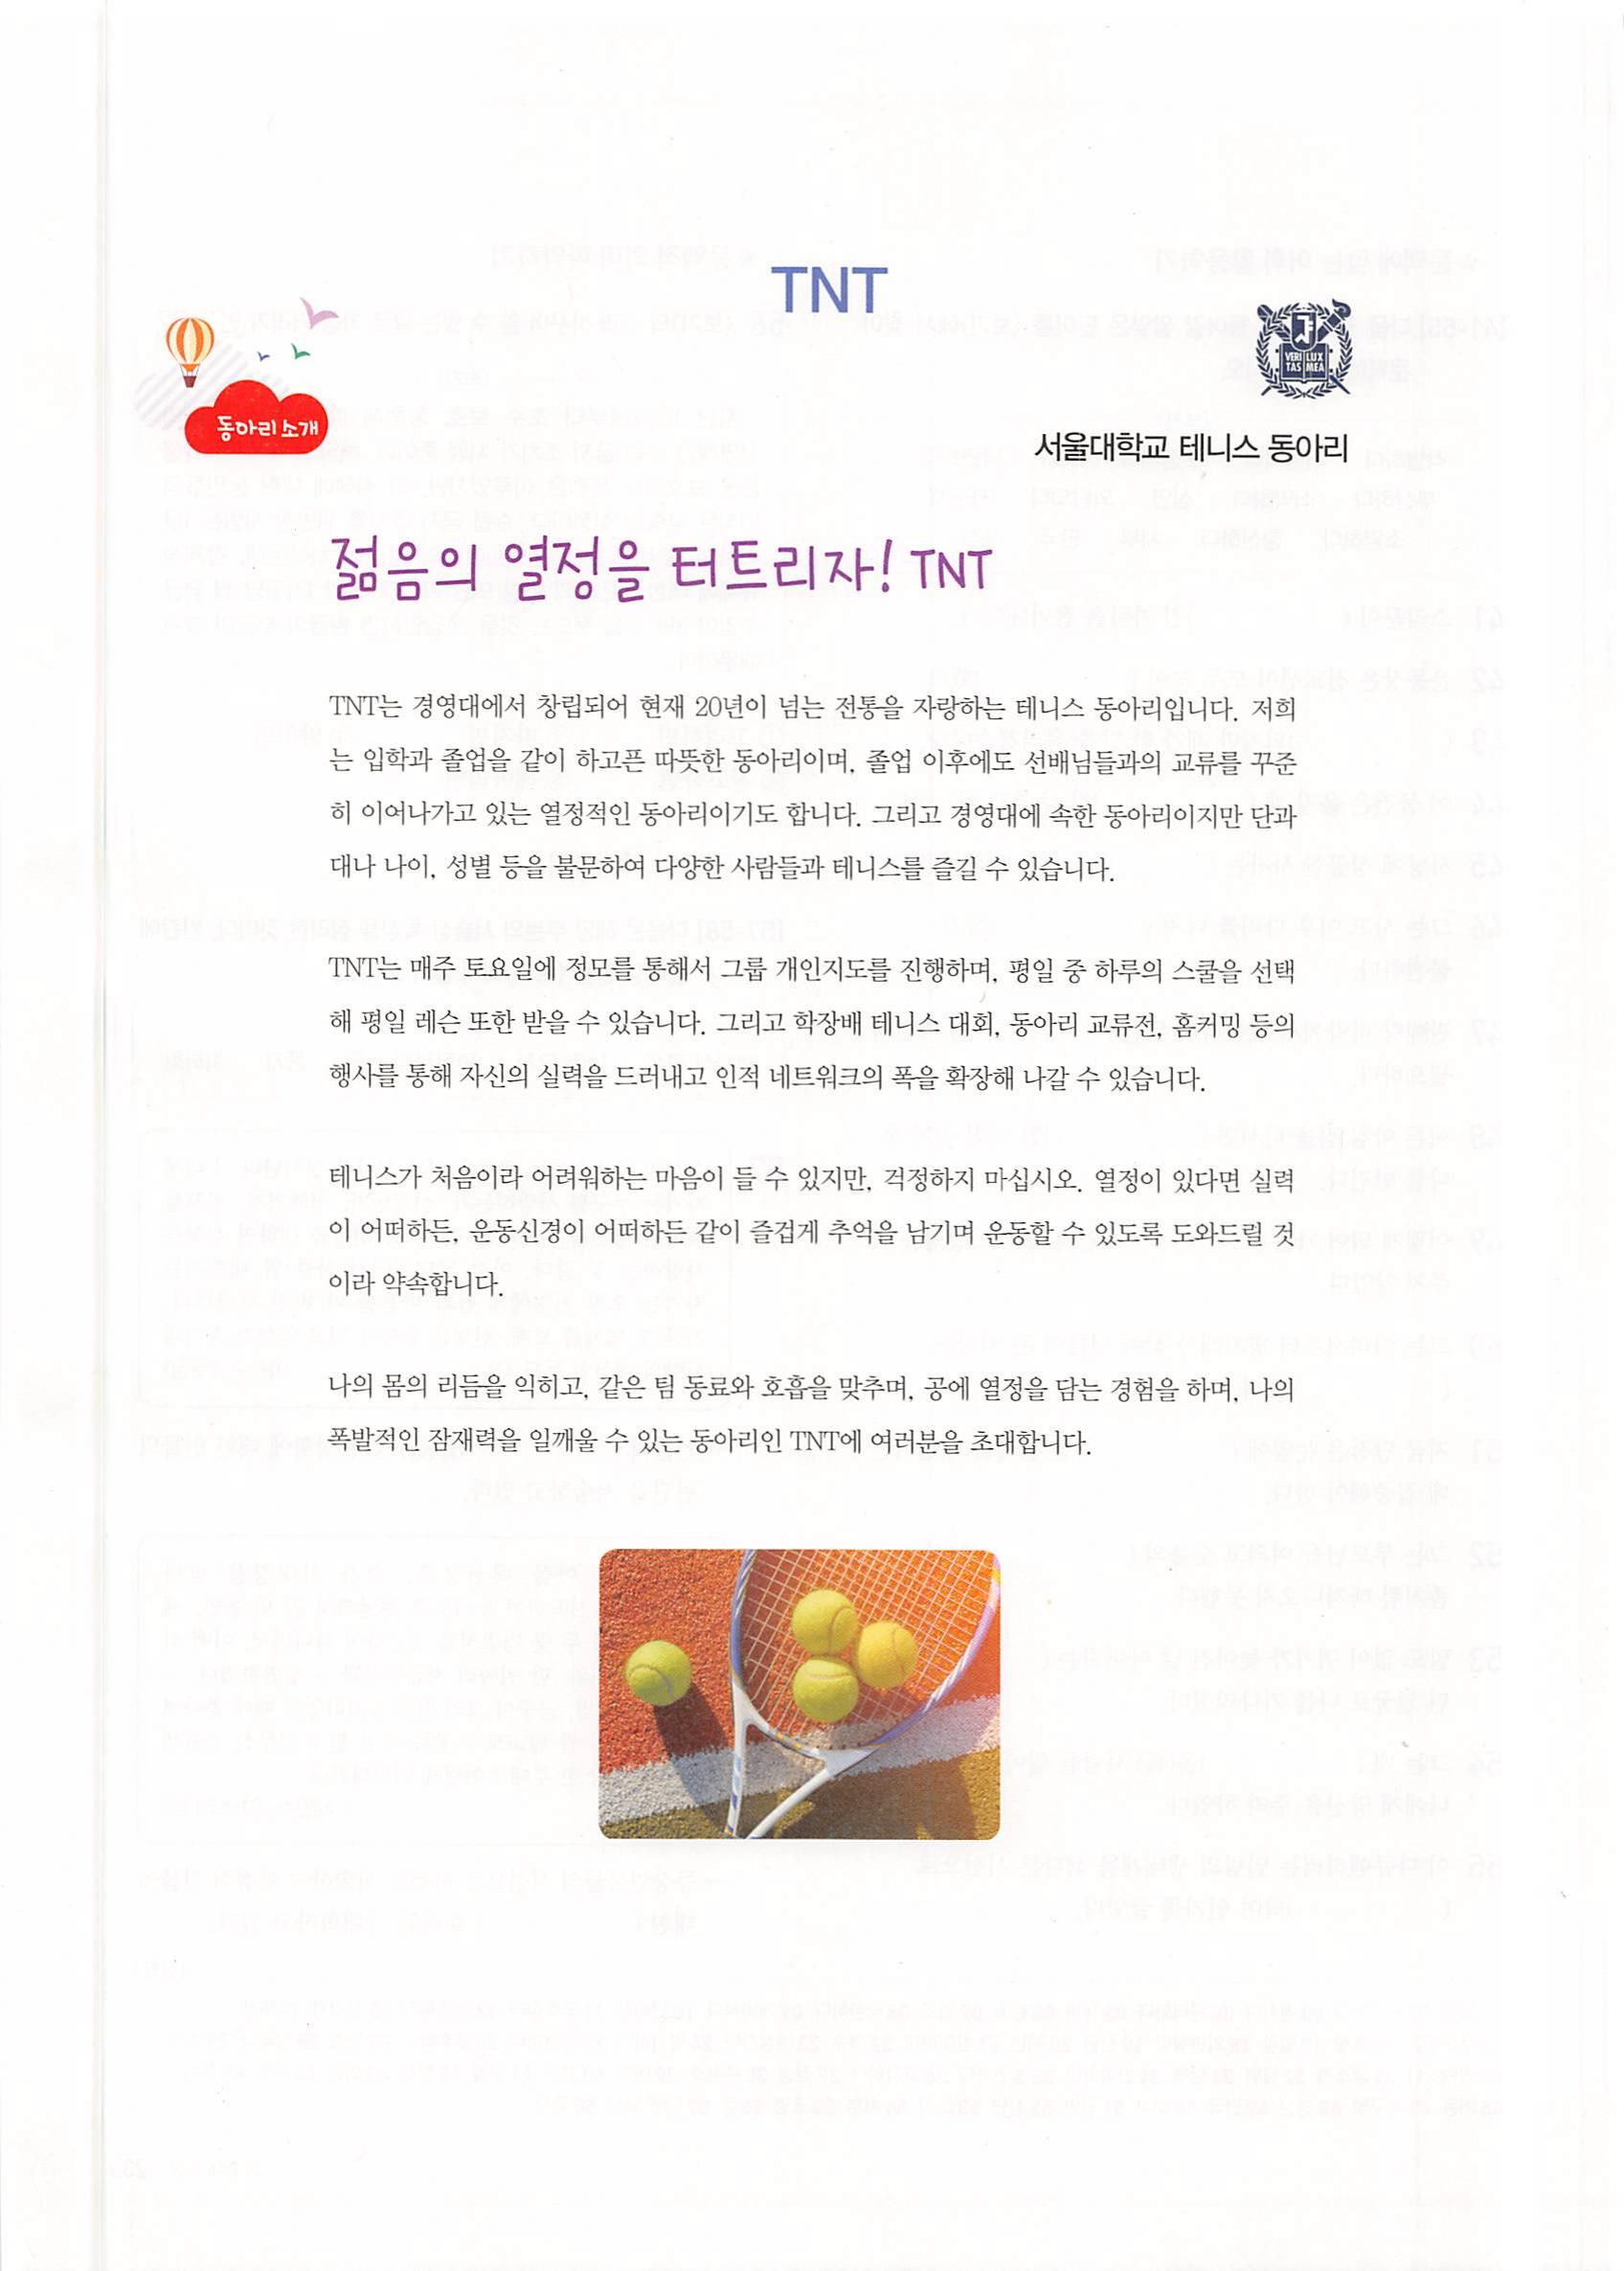 TNT
동아리 소개
VERI LUX
TAS MEA
서울대학교 테니스 동아리
젊음의 열정을 터트리자! TNT
TNT는 경영대에서 창립되어 현재 20년이 넘는 전통을 자랑하는 테니스 동아리입니다. 저희
는 입학과 졸업을 같이 하고픈 따뜻한 동아리이며, 졸업 이후에도 선배님들과의 교류를 꾸준
히 이어나가고 있는 열정적인 동아리이기도 합니다. 그리고 경영대에 속한 동아리이지만 단과
대나 나이, 성별 등을 불문하여 다양한 사람들과 테니스를 즐길 수 있습니다.
TNT는 매주 토요일에 정모를 통해서 그룹 개인지도를 진행하며, 평일 중 하루의 스쿨을 선택
해 평일 레슨 또한 받을 수 있습니다. 그리고 학장배 테니스 대회, 동아리 교류전, 홈커밍 등의
행사를 통해 자신의 실력을 드러내고 인적 네트워크의 폭을 확장해 나갈 수 있습니다.
테니스가 처음이라 어려워하는 마음이 들 수 있지만, 걱정하지 마십시오. 열정이 있다면 실력
이 어떠하든, 운동신경이 어떠하든 같이 즐겁게 추억을 남기며 운동할 수 있도록 도와드릴 것
이라 약속합니다.
나의 몸의 리듬을 익히고, 같은 팀 동료와 호흡을 맞추며, 공에 열정을 담는 경험을 하며, 나의
폭발적인 잠재력을 일깨울 수 있는 동아리인 TNT에 여러분을 초대합니다.